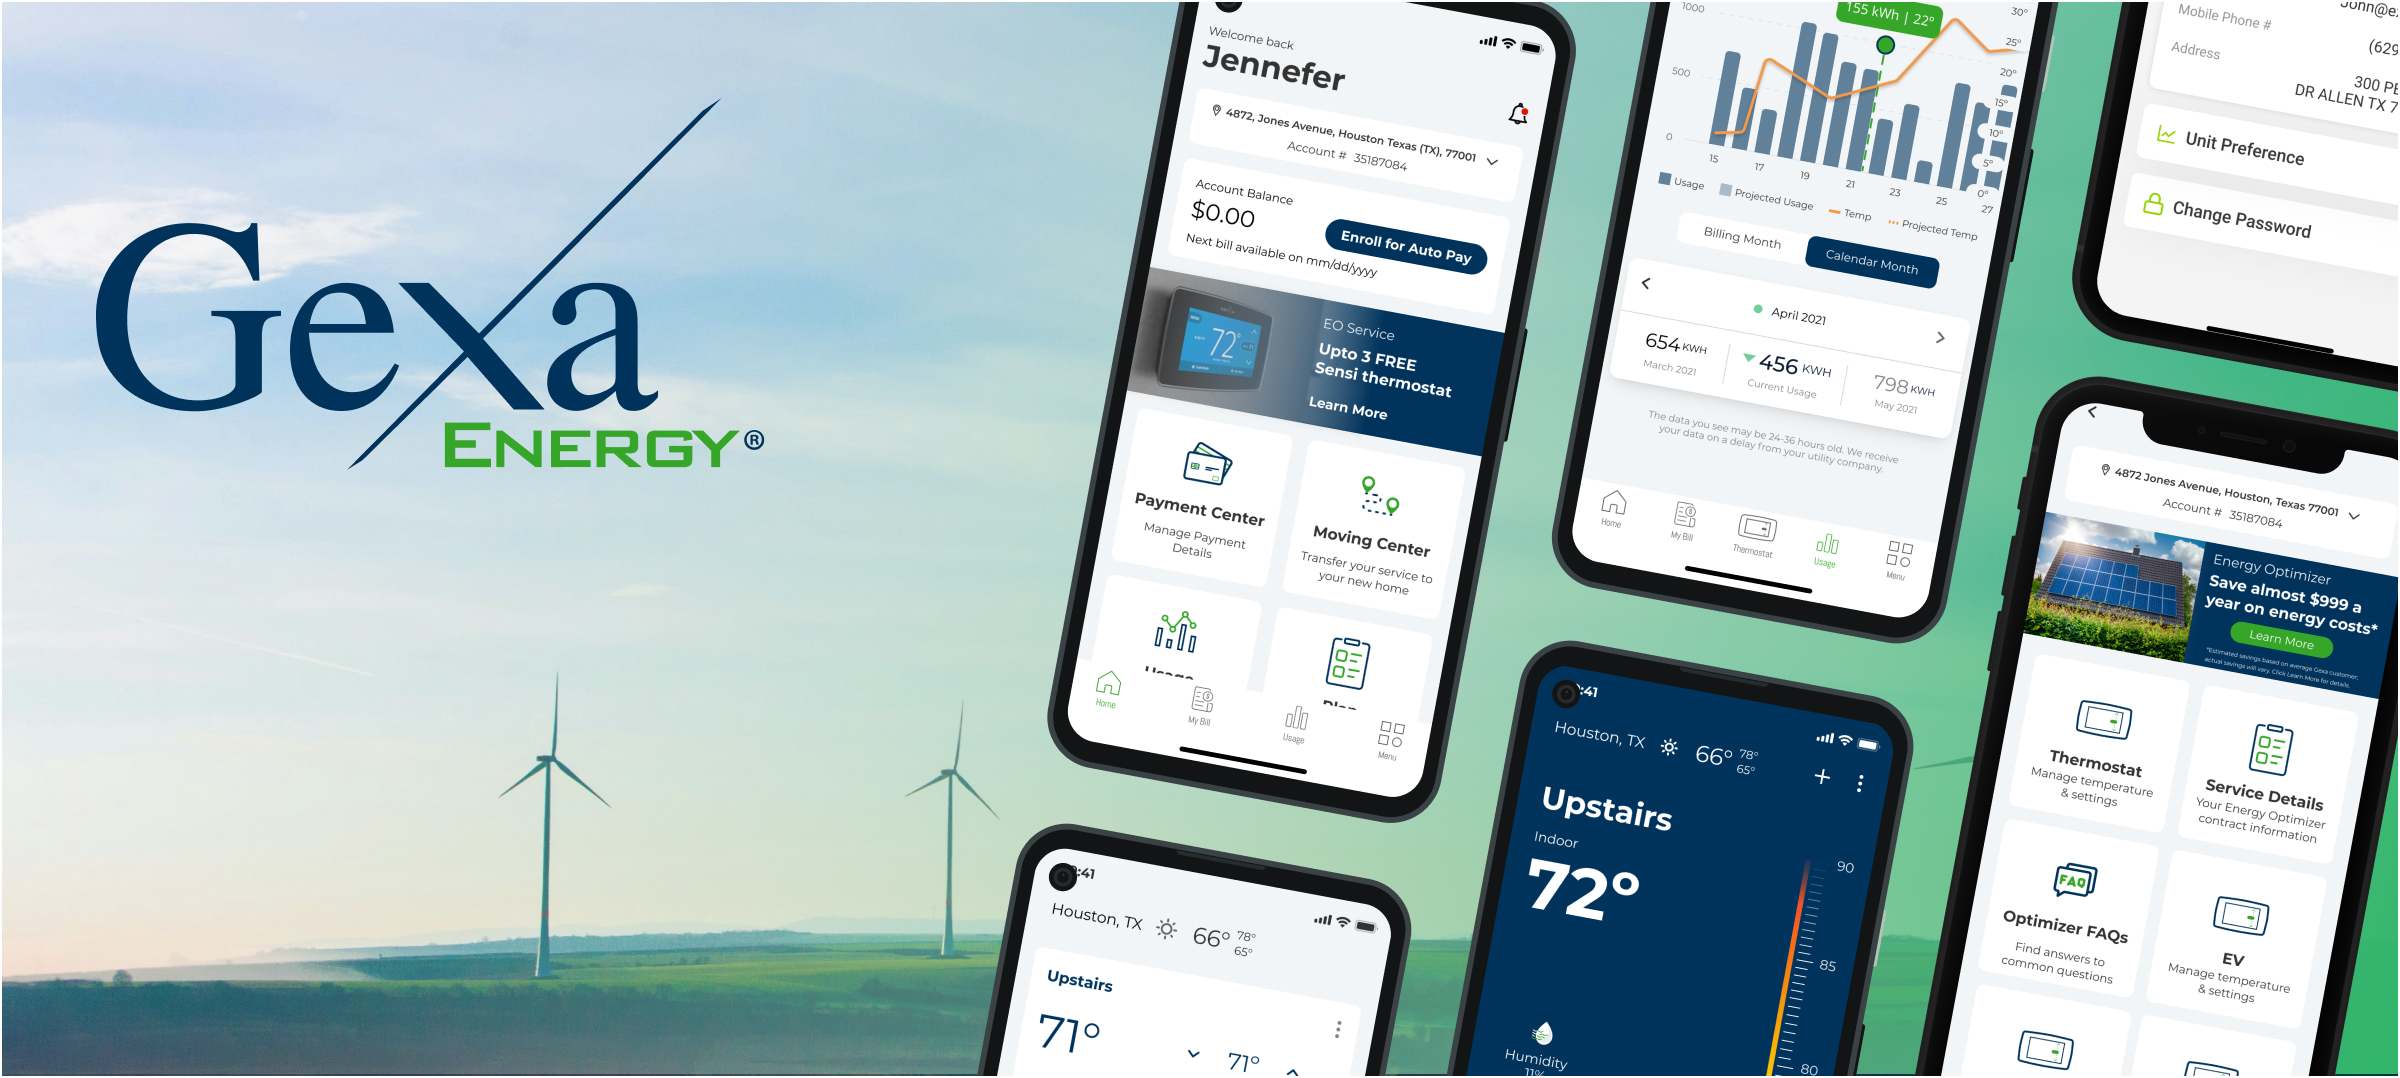 Gexa
ENERGY®
Welcome back
Jennefer
4872, Jones Avenue, Houston Texas (TX), 77001
Account # 35187084
Account Balance
$0.00
Enroll for Auto Pay
Next bill available on mm/dd/yyyy
72°
EO Service
Upto 3 FREE
Sensi thermostat
Learn More
Payment Center
Manage Payment
Details
Moving Center
Transfer your service to
your new home
Usage
Plan
Home
My Bill
Usage
Menu
155 kWh | 22°
1000
500
0
30°
25°
20°
15°
10°
5°
0°
15
17
19
21
23
25
27
Usage
Projected Usage
Temp
Projected Temp
Billing Month
Calendar Month
April 2021
654 KWH
March 2021
456 KWH
Current Usage
798 KWH
May 2021
The data you see may be 24-36 hours old. We receive
your data on a delay from your utility company.
Home
My Bill
Thermostat
Usage
Menu
Mobile Phone #
(629
Address
300 PE
DR ALLEN TX 7
Unit Preference
Change Password
4872 Jones Avenue, Houston, Texas 77001
Account # 35187084
Energy Optimizer
Save almost $999 a
year on energy costs*
Learn More
*Estimated savings based on average Gexa customer;
actual savings will vary. Click Learn More for details.
Thermostat
Manage temperature
& settings
Service Details
Your Energy Optimizer
contract information
FAQ
Optimizer FAQs
Find answers to
common questions
EV
Manage temperature
& settings
:41
Houston, TX
66°
78°
65°
Upstairs
Indoor
72°
90
85
80
Humidity
11%
:41
Houston, TX
66°
78°
65°
Upstairs
71°
71°